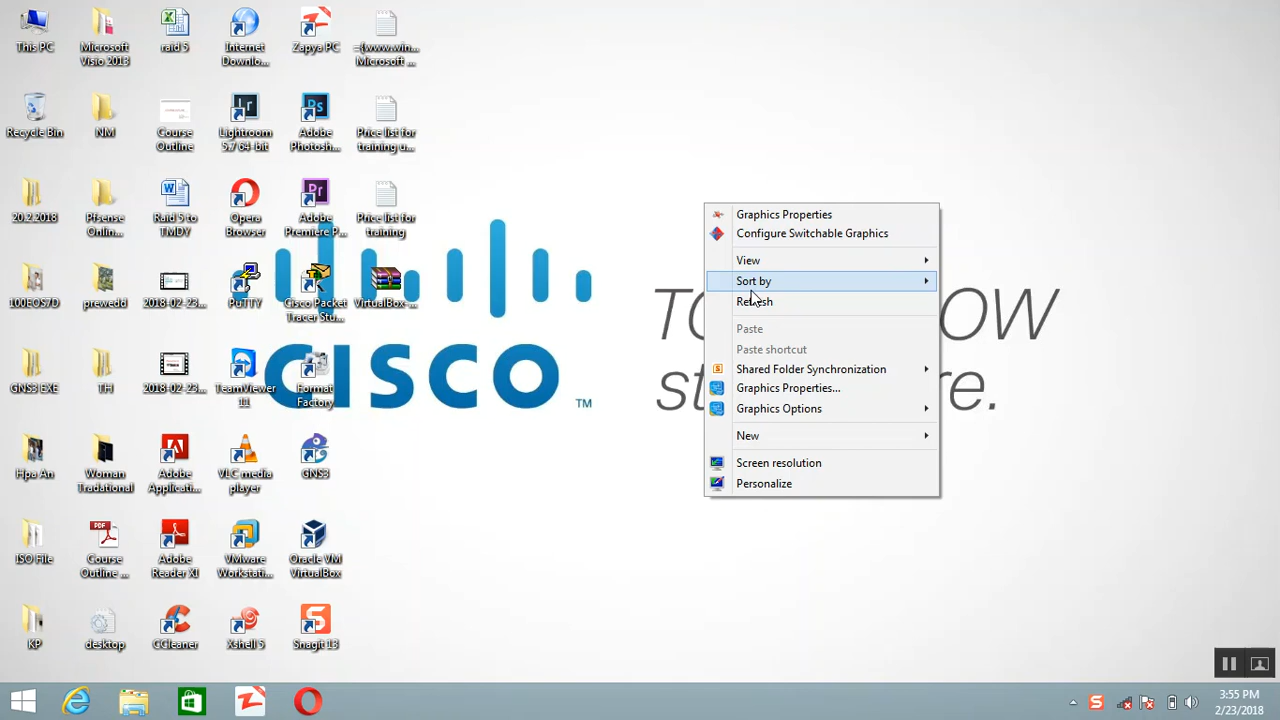 This PC
Microsoft
Visio 2013
raid 5
Internet
Downlo...
Zapya PC
={www.win...
Microsoft ...
Recycle Bin
NM
Course
Outline
Lightroom
5.7 64-bit
Adobe
Photosh...
Price list for
training u...
20.2.2018
Pfsense
Onlin...
Raid 5 to
TMDY
Opera
Browser
Adobe
Premiere P...
Price list for
training
100EOS7D
prewedd
2018-02-23...
PuTTY
Cisco Packet
Tracer Stu...
VirtualBox-...
GNS3 EXE
TH
2018-02-23...
TeamViewer
11
Format
Factory
Hpa An
Woman
Tradational
Adobe
Applicati...
VLC media
player
GNS3
ISO File
Course
Outline ...
Adobe
Reader XI
VMware
Workstati...
Oracle VM
VirtualBox
KP
desktop
CCleaner
Xshell 5
Snagit 13
CISCO
TM
Graphics Properties
Configure Switchable Graphics
View
Sort by
Refresh
Paste
Paste shortcut
Shared Folder Synchronization
Graphics Properties...
Graphics Options
New
Screen resolution
Personalize
3:55 PM
2/23/2018